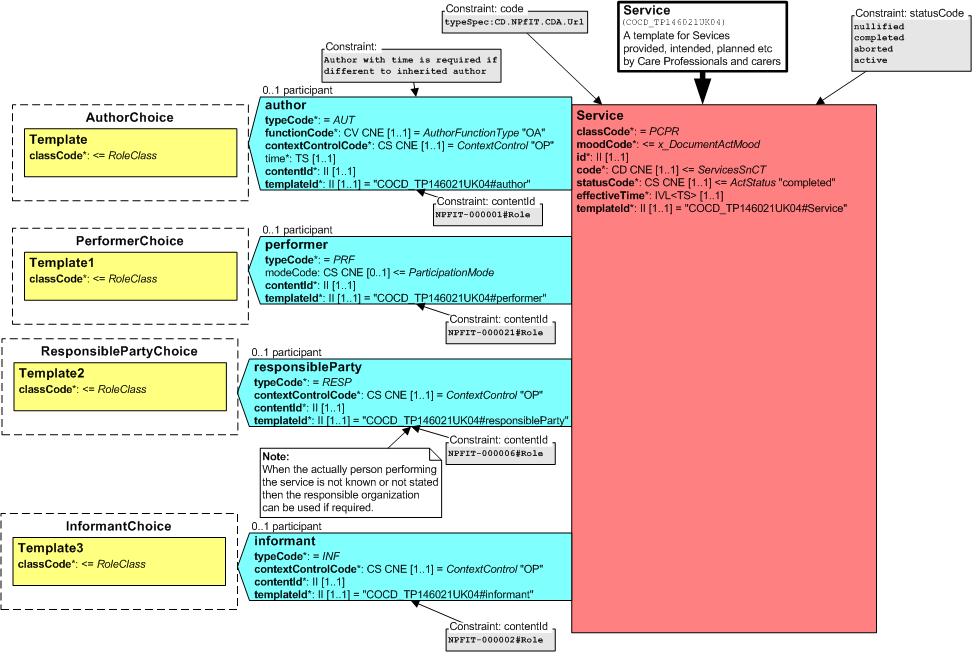 Constraint: code
typeSpec:CD.NPfIT.CDA.Url
Service
(COCD_TP146021UK04)
A template for Sevices
provided, intended, planned etc
by Care Professionals and carers
Constraint: statusCode
nullified
completed
aborted
active
Constraint:
Author with time is required if
different to inherited author
AuthorChoice
Template
classCode*: <= RoleClass
0..1 participant
author
typeCode*: = AUT
functionCode*: CV CNE [1..1] = AuthorFunctionType "OA"
contextControlCode*: CS CNE [1..1] = ContextControl "OP"
time*: TS [1..1]
contentId*: II [1..1]
templateId*: II [1..1] = "COCD_TP146021UK04#author"
Constraint: contentId
NPFIT-000001#Role
Service
classCode*: = PCPR
moodCode*: <= x_DocumentActMood
id*: II [1..1]
code*: CD CNE [1..1] <= ServicesSnCT
statusCode*: CS CNE [1..1] <= ActStatus "completed"
effectiveTime*: IVL<TS> [1..1]
templateId*: II [1..1] = "COCD_TP146021UK04#Service"
PerformerChoice
Template1
classCode*: <= RoleClass
0..1 participant
performer
typeCode*: = PRF
modeCode: CS CNE [0..1] <= ParticipationMode
contentId*: II [1..1]
templateId*: II [1..1] = "COCD_TP146021UK04#performer"
Constraint: contentId
NPFIT-000021#Role
ResponsiblePartyChoice
Template2
classCode*: <= RoleClass
0..1 participant
responsibleParty
typeCode*: = RESP
contextControlCode*: CS CNE [1..1] = ContextControl "OP"
contentId*: II [1..1]
templateId*: II [1..1] = "COCD_TP146021UK04#responsibleParty"
Constraint: contentId
NPFIT-000006#Role
Note:
When the actually person performing
the service is not known or not stated
then the responsible organization
can be used if required.
InformantChoice
Template3
classCode*: <= RoleClass
0..1 participant
informant
typeCode*: = INF
contextControlCode*: CS CNE [1..1] = ContextControl "OP"
contentId*: II [1..1]
templateId*: II [1..1] = "COCD_TP146021UK04#informant"
Constraint: contentId
NPFIT-000002#Role